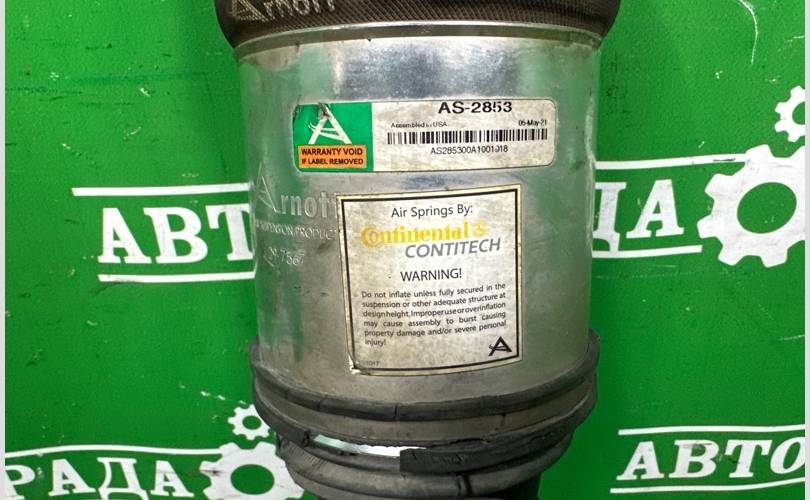 Arnott
AS-2853
Assembled in USA
05-May-21
AS285300A1001018
WARRANTY VOID
IF LABEL REMOVED
Arnott
Air Springs By:
Continental
CONTITECH
WARNING!
Do not inflate unless fully secured in the
suspension or other adequate structure at
design height. Improper use or overinflation
may cause assembly to burst causing
property damage and/or severe personal
injury!
АВТО
АДА
РАДА
АВТО